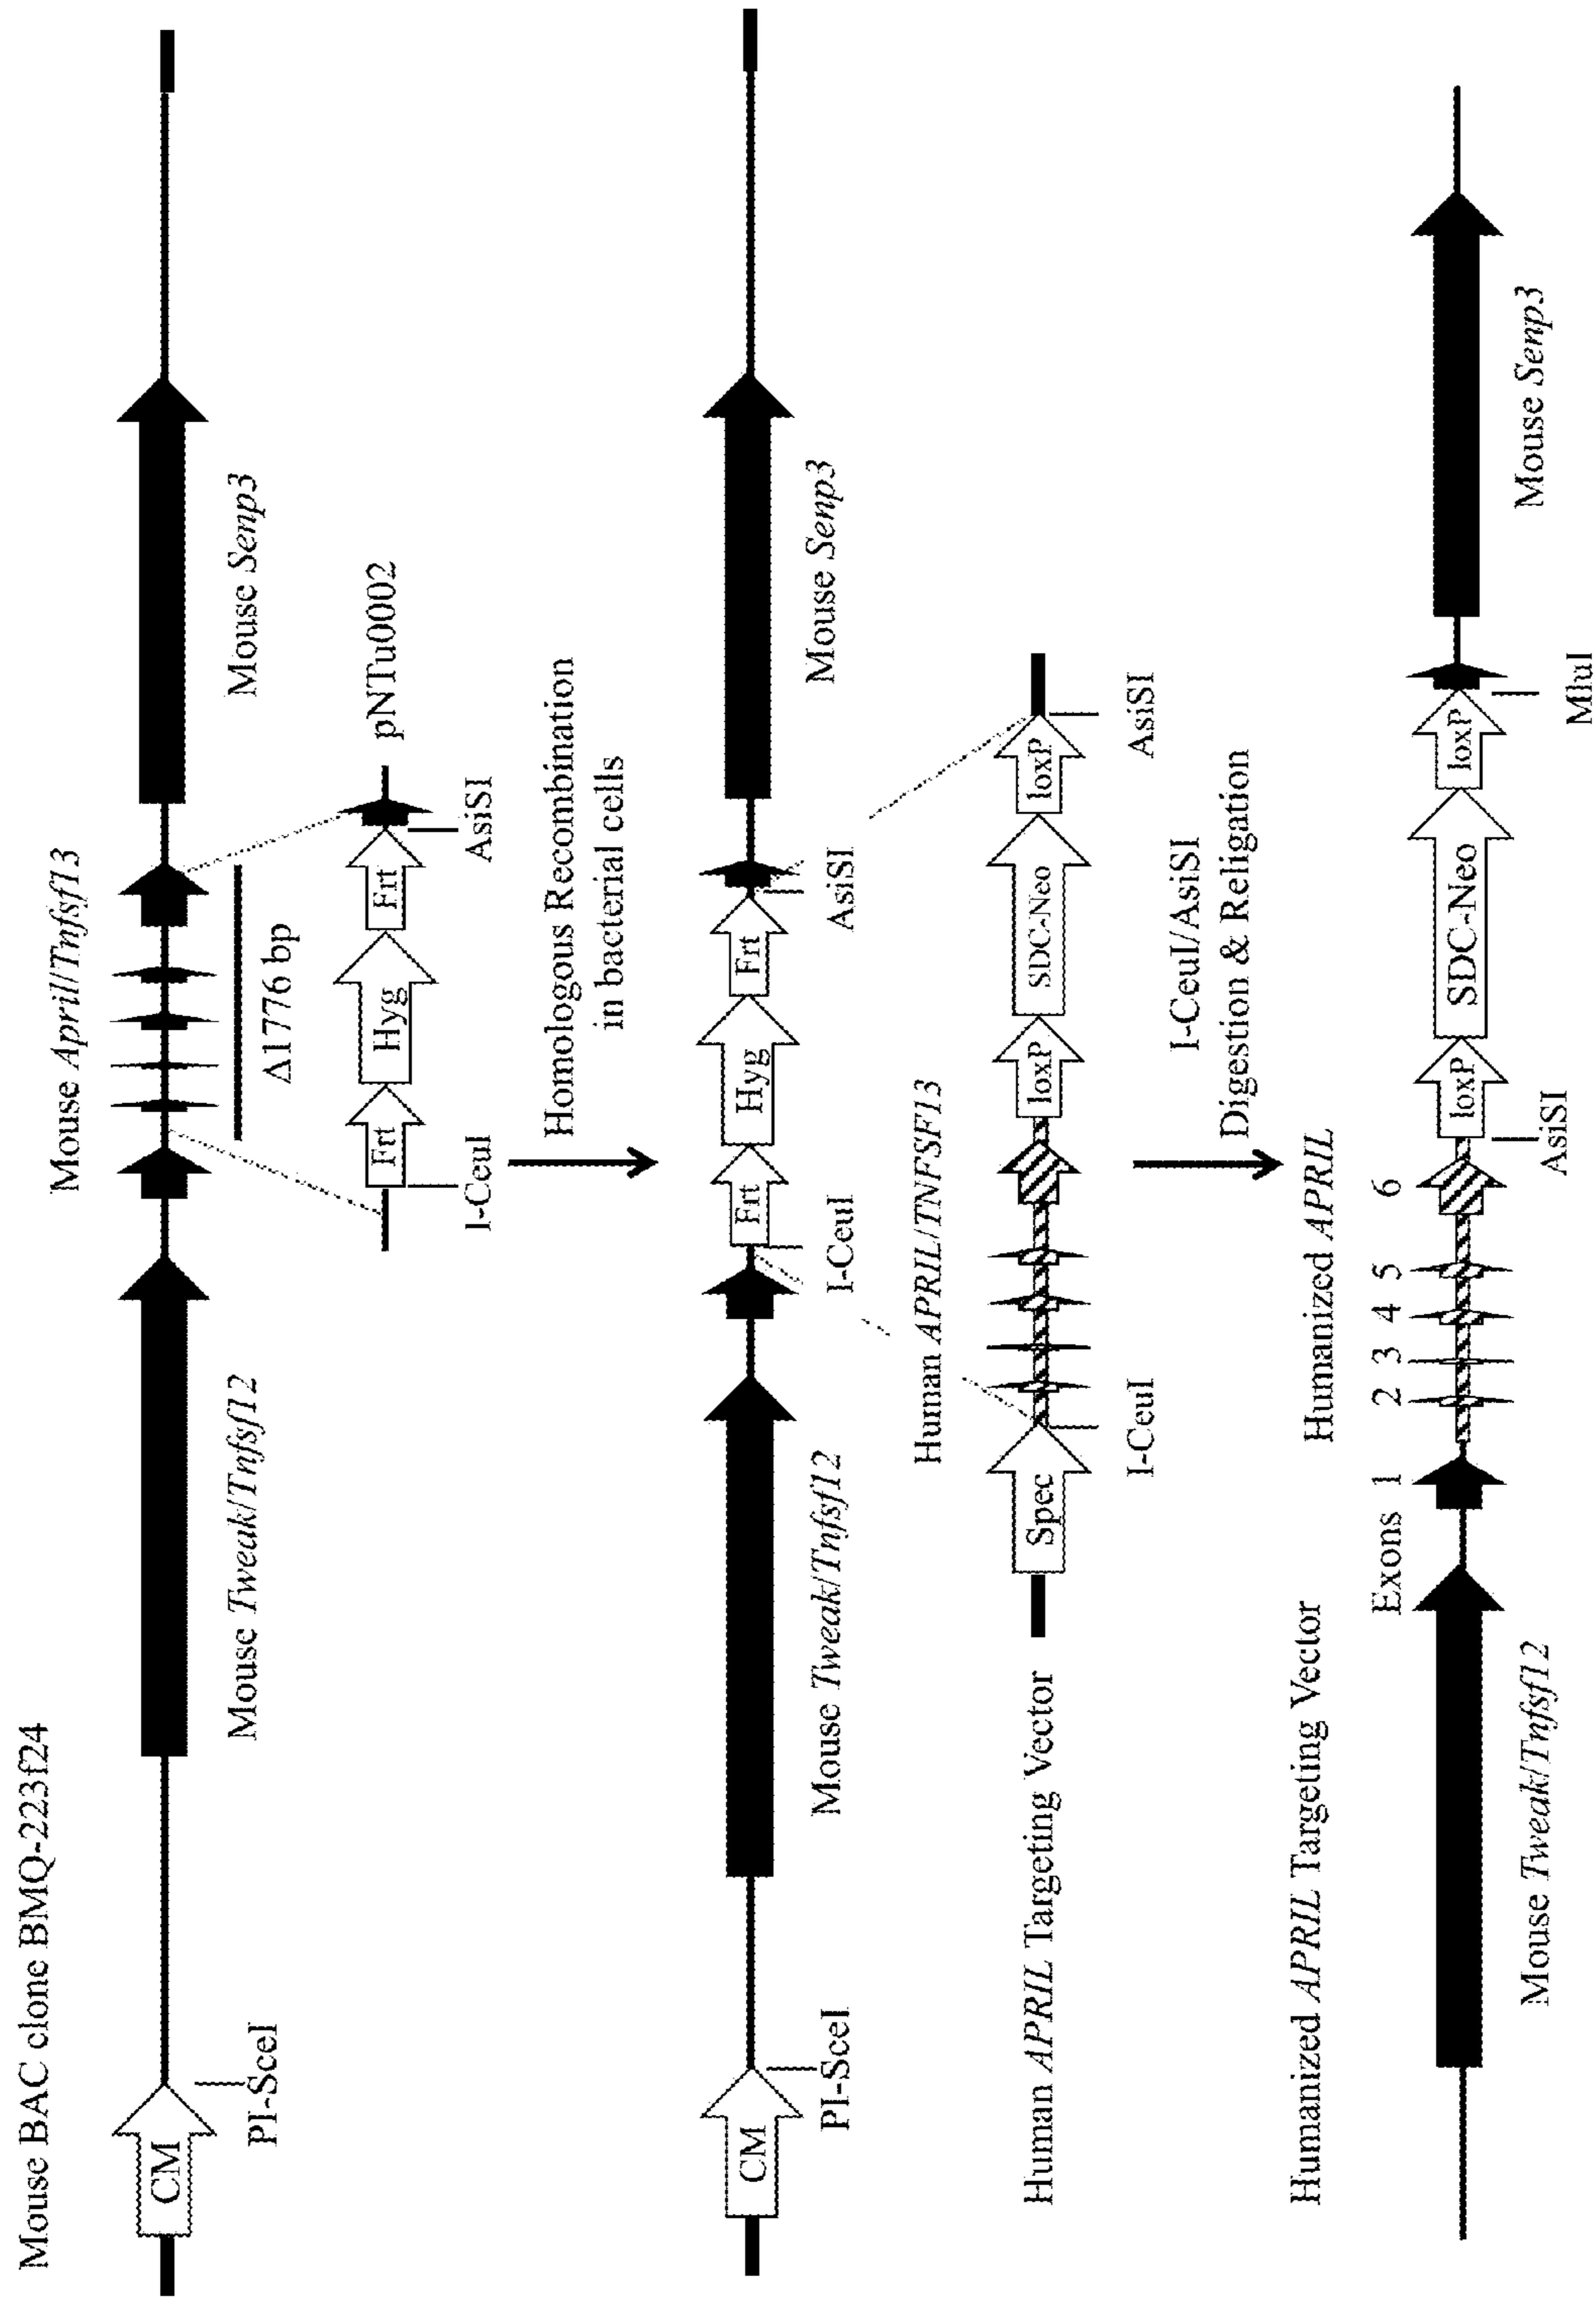 Mouse BAC clone BMQ-223f24
Mouse April/Tnfsf13
CM
PI-SceI
Mouse Tweak/Tnfsf12
Δ1776 bp
Mouse Senp3
Frt
Hyg
Frt
pNTu0002
I-CeuI
AsiSI
Homologous Recombination
in bacterial cells
CM
Frt
Hyg
Frt
PI-SceI
Mouse Tweak/Tnfsf12
I-CeuI
AsiSI
Mouse Senp3
Human APRIL/TNFSF13
Human APRIL Targeting Vector
Spec
loxP
SDC-Neo
loxP
I-CeuI
AsiSI
I-CeuI/AsiSI
Digestion & Religation
Humanized APRIL Targeting Vector
Humanized APRIL
Exons 1 2 3 4 5 6
loxP
SDC-Neo
loxP
Mouse Tweak/Tnfsf12
AsiSI
MluI
Mouse Senp3